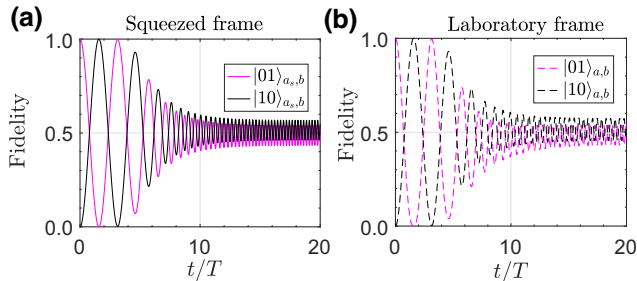 (a) Squeezed frame
1.0
0.5
0.0
Fidelity
|01⟩aₛ,b
|10⟩aₛ,b
0 10 20
t/T
(b) Laboratory frame
1.0
0.5
0.0
Fidelity
|01⟩a,b
|10⟩a,b
0 10 20
t/T